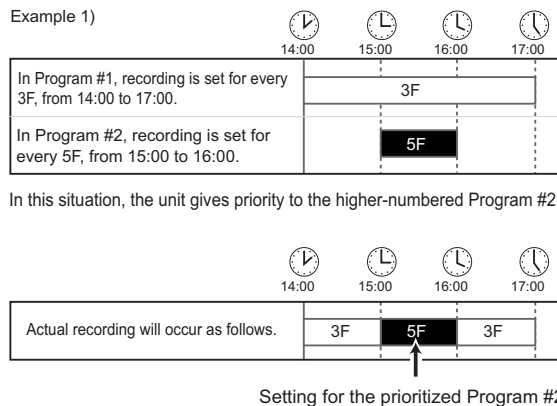 Example 1)
14:00 15:00 16:00 17:00
In Program #1, recording is set for every
3F, from 14:00 to 17:00.
3F
In Program #2, recording is set for
every 5F, from 15:00 to 16:00.
5F
In this situation, the unit gives priority to the higher-numbered Program #2
14:00 15:00 16:00 17:00
Actual recording will occur as follows.
3F 5F 3F
Setting for the prioritized Program #2